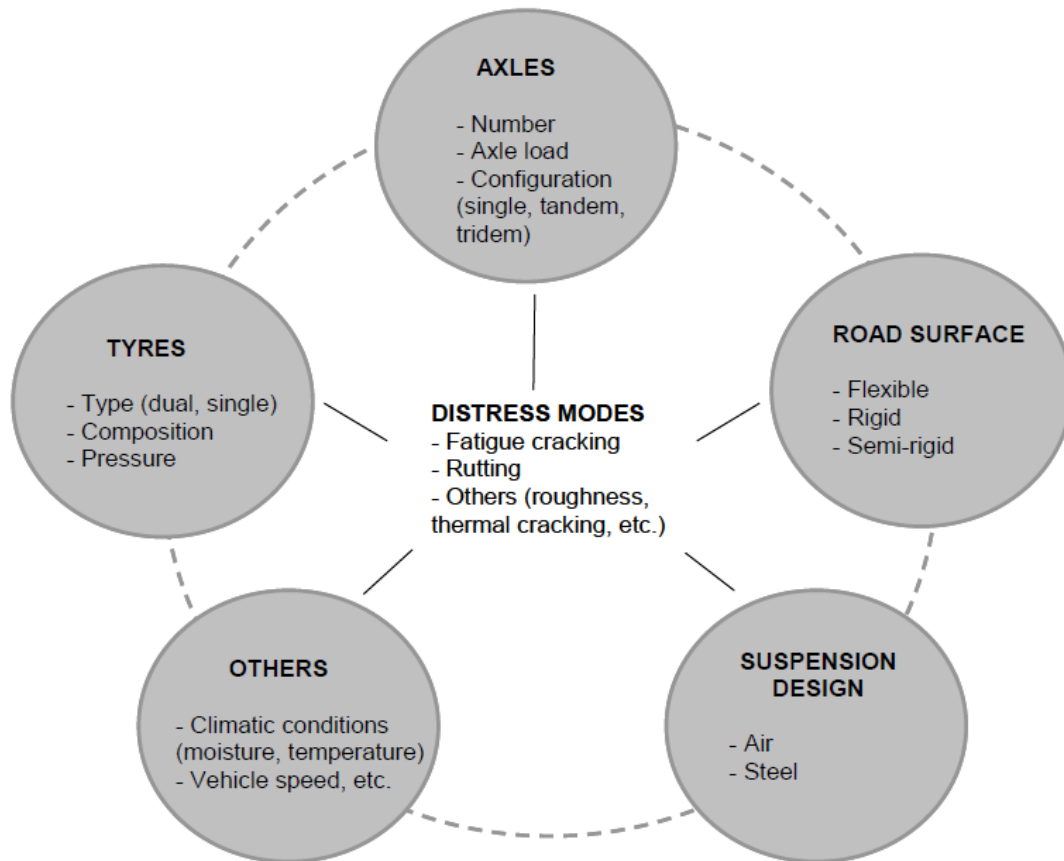 AXLES
- Number
- Axle load
- Configuration
(single, tandem,
tridem)
TYRES
- Type (dual, single)
- Composition
- Pressure
ROAD SURFACE
- Flexible
- Rigid
- Semi-rigid
DISTRESS MODES
- Fatigue cracking
- Rutting
- Others (roughness,
thermal cracking, etc.)
OTHERS
- Climatic conditions
(moisture, temperature)
- Vehicle speed, etc.
SUSPENSION
DESIGN
- Air
- Steel